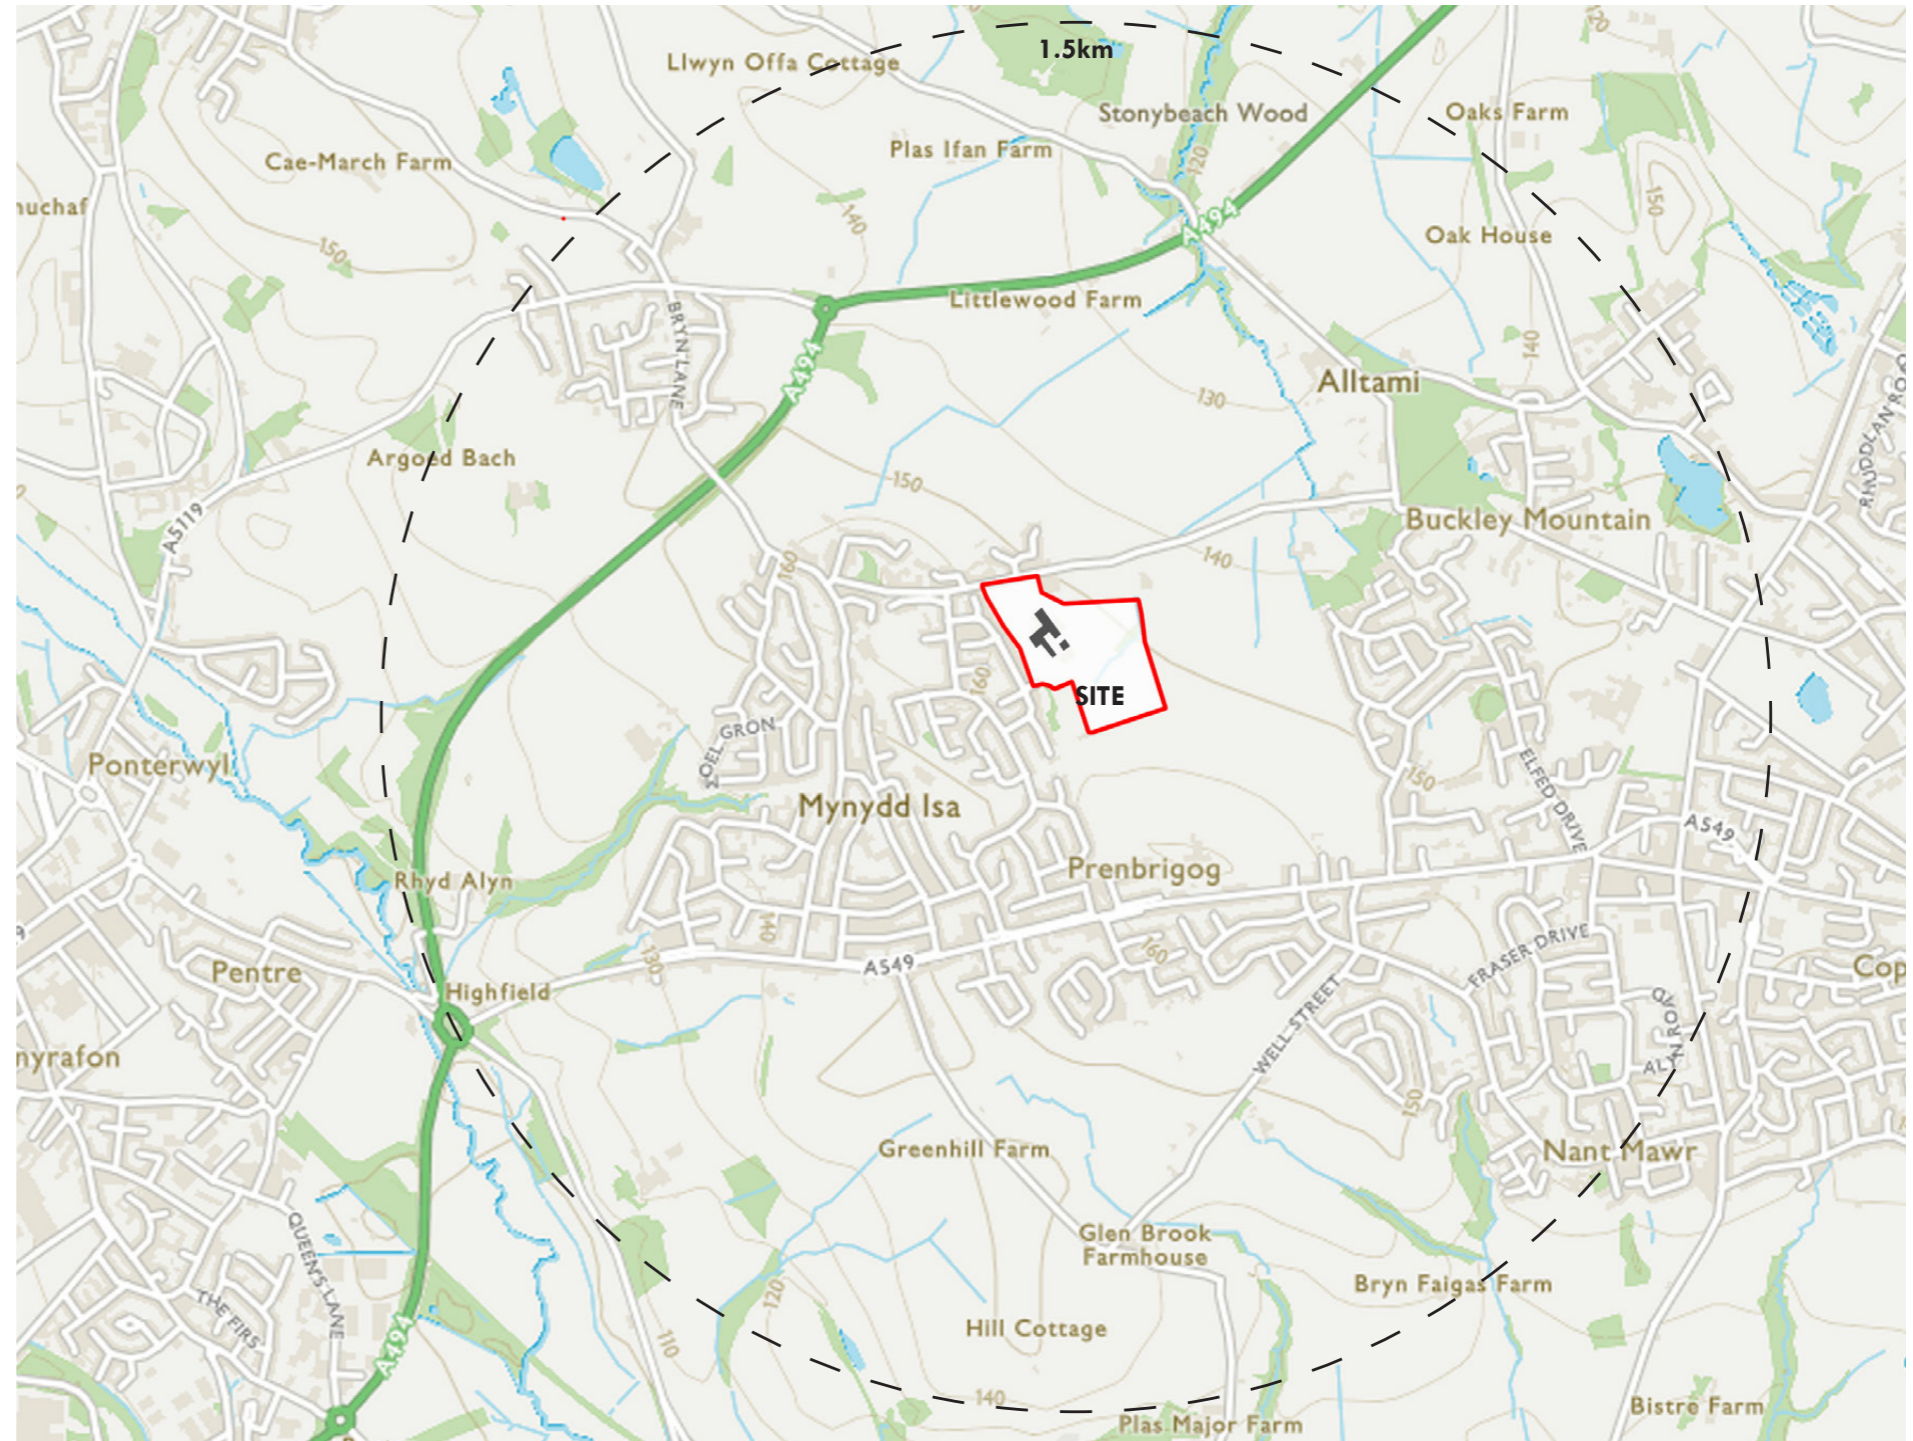 1.5km
Llwyn Offa Cottage
Stonybeach Wood
Oaks Farm
Plas Ifan Farm
Cae-March Farm
120
120
150
nuchaf
140
150
A494
Oak House
Littlewood Farm
BRYN LANE
A494
140
Alltami
130
RHUDDLAN ROA
Argoed Bach
150
A5119
Buckley Mountain
160
140
160
SITE
MOEL GRON
Ponterwyl
150
ELFED DRIVE
Mynydd Isa
A549
Prenbrigog
Rhyd Alyn
140
160
130
A549
FRASER DRIVE
Pentre
Highfield
Cop
WELL STREET
ALYN ROAD
nyrafon
150
Greenhill Farm
Nant Mawr
QUEEN'S LANE
Glen Brook
Farmhouse
120
Bryn Faigas Farm
THE FIRS
Hill Cottage
110
A494
140
Plas Major Farm
Bistre Farm